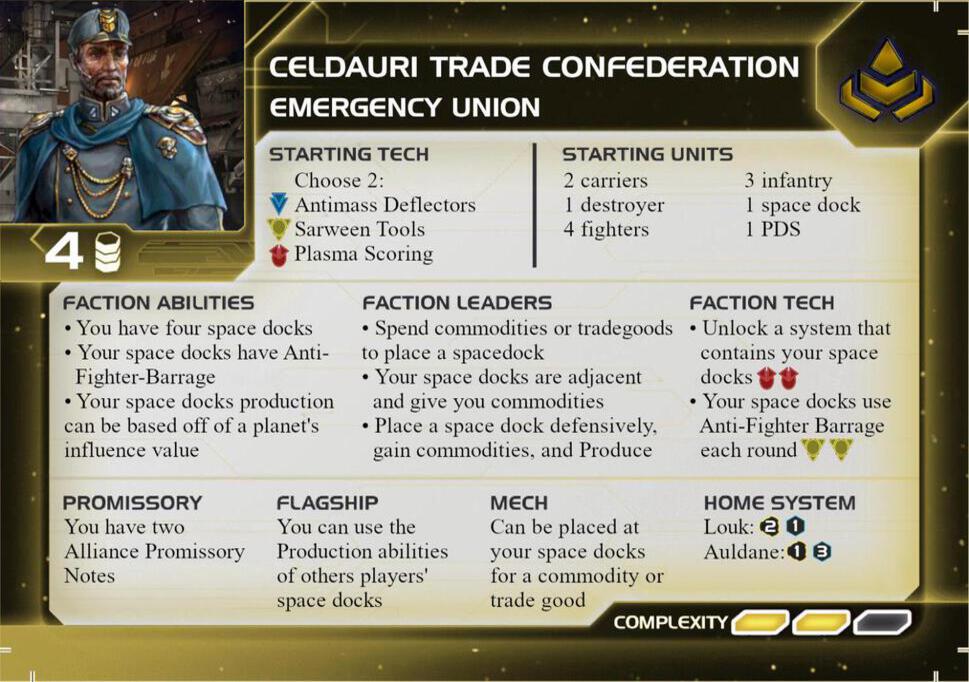 CELDAURI TRADE CONFEDERATION
EMERGENCY UNION
4
STARTING TECH
Choose 2:
Antimass Deflectors
Sarween Tools
Plasma Scoring
STARTING UNITS
2 carriers
1 destroyer
4 fighters
3 infantry
1 space dock
1 PDS
FACTION ABILITIES
• You have four space docks
• Your space docks have Anti-
Fighter-Barrage
• Your space docks production
can be based off of a planet's
influence value
FACTION LEADERS
• Spend commodities or tradegoods
to place a spacedock
• Your space docks are adjacent
and give you commodities
• Place a space dock defensively,
gain commodities, and Produce
FACTION TECH
• Unlock a system that
contains your space
docks
• Your space docks use
Anti-Fighter Barrage
each round
PROMISSORY
You have two
Alliance Promissory
Notes
FLAGSHIP
You can use the
Production abilities
of others players'
space docks
MECH
Can be placed at
your space docks
for a commodity or
trade good
HOME SYSTEM
Louk: 2 1
Auldane: 1 3
COMPLEXITY